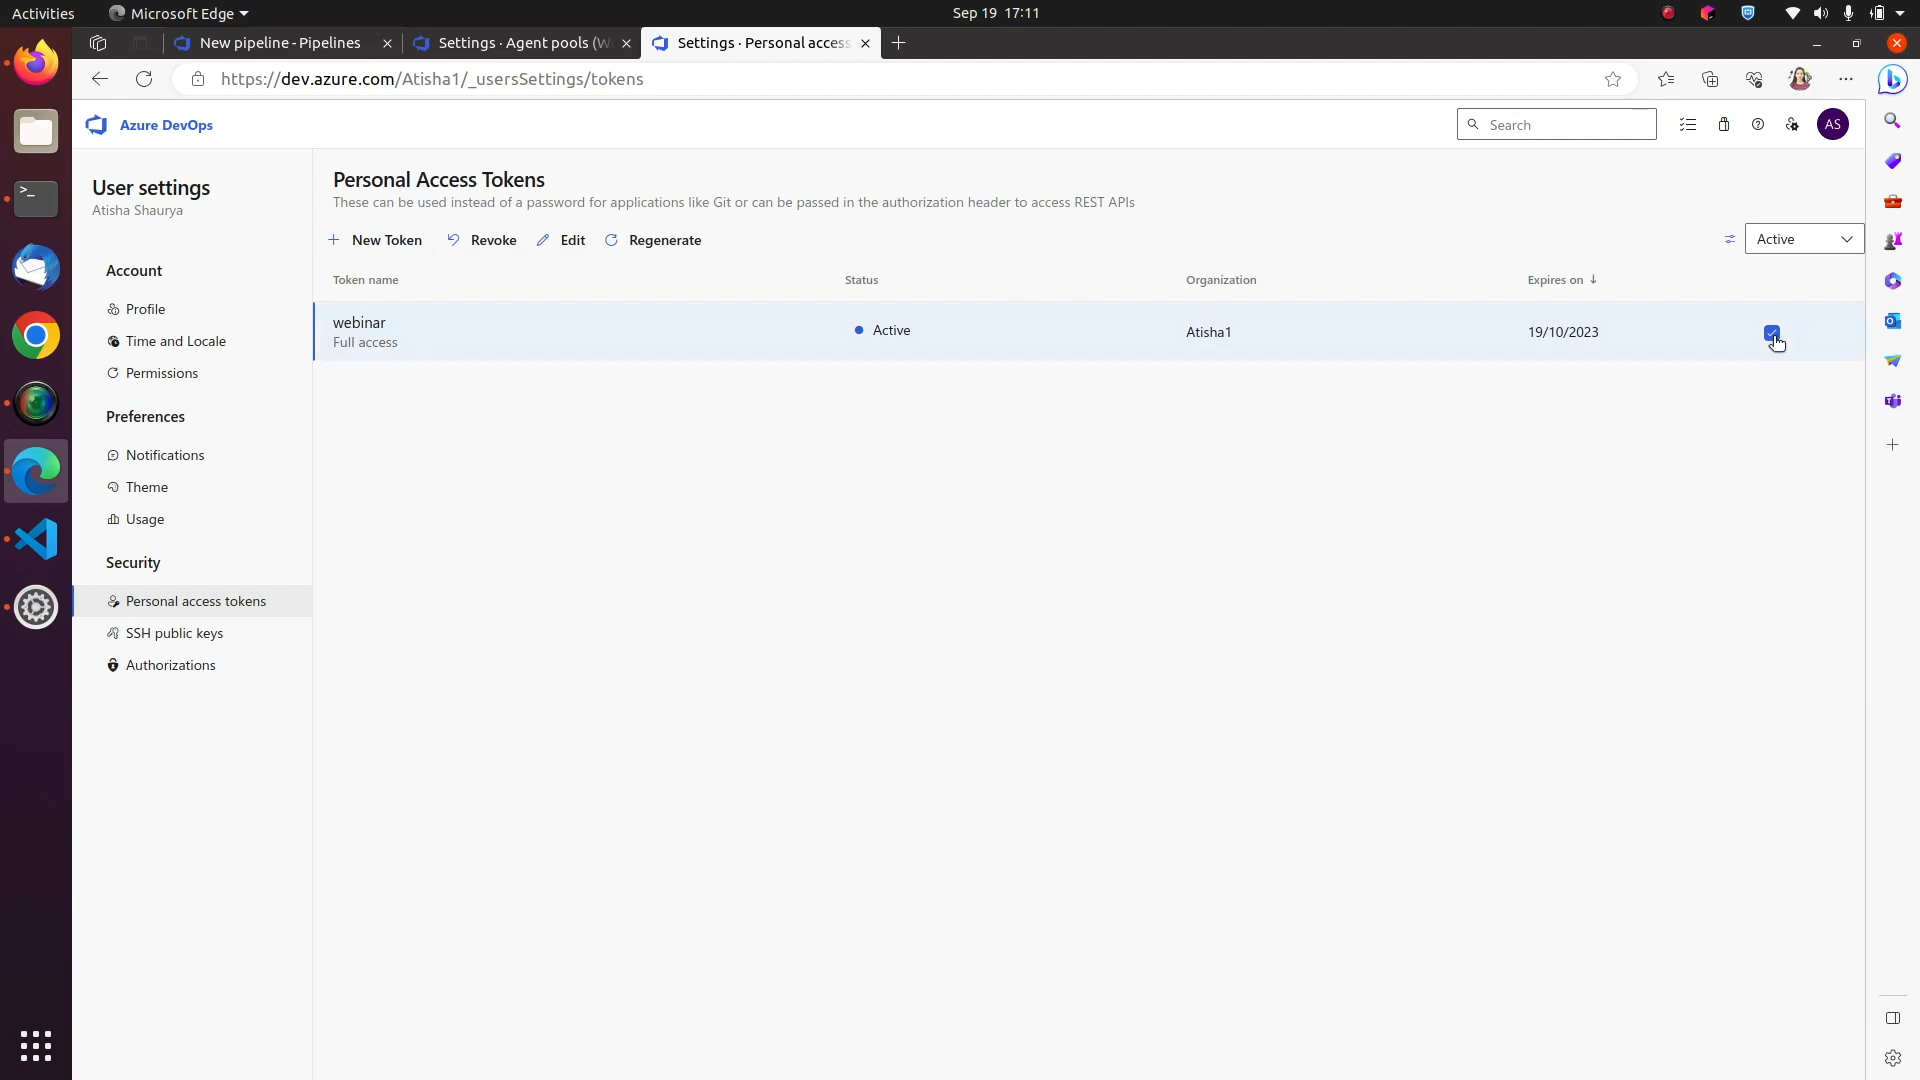 Activities
Microsoft Edge
Sep 19 17:11
New pipeline - Pipelines
Settings · Agent pools (W
Settings · Personal access
https://dev.azure.com/Atisha1/_usersSettings/tokens
Azure DevOps
Search
AS
User settings
Atisha Shaurya
Account
Profile
Time and Locale
Permissions
Preferences
Notifications
Theme
Usage
Security
Personal access tokens
SSH public keys
Authorizations
Personal Access Tokens
These can be used instead of a password for applications like Git or can be passed in the authorization header to access REST APIs
New Token Revoke Edit Regenerate
Active
Token name Status Organization Expires on
webinar
Full access
Active
Atisha1
19/10/2023